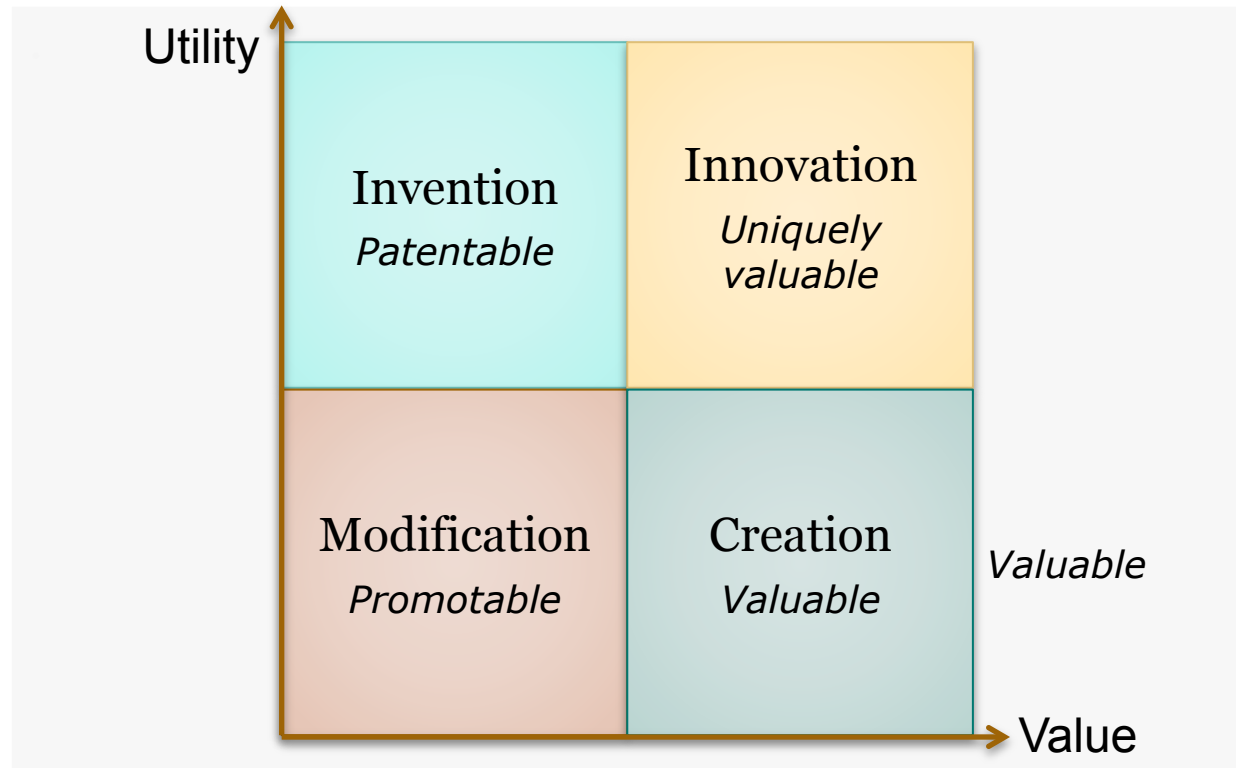 Utility
Invention
Patentable
Innovation
Uniquely
valuable
Modification
Promotable
Creation
Valuable
Valuable
Value